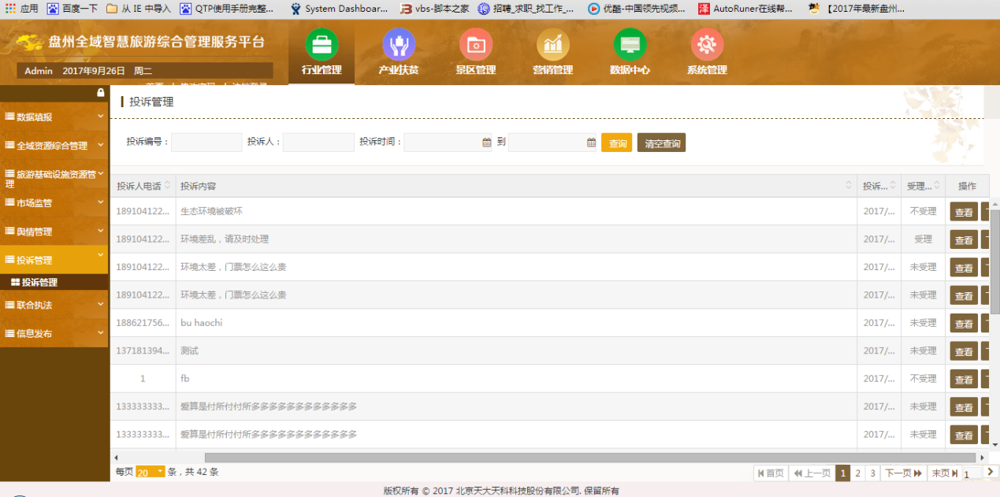 应用 百度一下 从 IE 中导入 QTP使用手册完整... System Dashboar... vbs-脚本之家 招聘_求职_找工作_... 优酷-中国领先视频... AutoRuner在线帮... 【2017年最新盘州...
盘州全域智慧旅游综合管理服务平台
Admin 2017年9月26日 周二
行业管理 产业扶贫 景区管理 营销管理 数据中心 系统管理
数据填报
全域资源综合管理
旅游基础设施资源管
理
市场监管
舆情管理
投诉管理
投诉管理
联合执法
信息发布
投诉管理
投诉编号： 投诉人： 投诉时间： 到 查询 清空查询
投诉人电话 投诉内容 投诉... 受理... 操作
189104122... 生态环境被破坏 2017/... 不受理 查看
189104122... 环境差乱，请及时处理 2017/... 受理 查看
189104122... 环境太差，门票怎么这么贵 2017/... 未受理 查看
189104122... 环境太差，门票怎么这么贵 2017/... 未受理 查看
188621756... bu haochi 2017/... 未受理 查看
137181394... 测试 2017/... 未受理 查看
1 fb 2017/... 不受理 查看
133333333... 爱算是付所付付所多多多多多多多多多多多多 2017/... 未受理 查看
133333333... 爱算是付所付付所多多多多多多多多多多多多 2017/... 未受理 查看
每页 20 条，共 42 条 首页 上一页 1 2 3 下一页 末页 1
版权所有 © 2017 北京天大天科科技股份有限公司. 保留所有